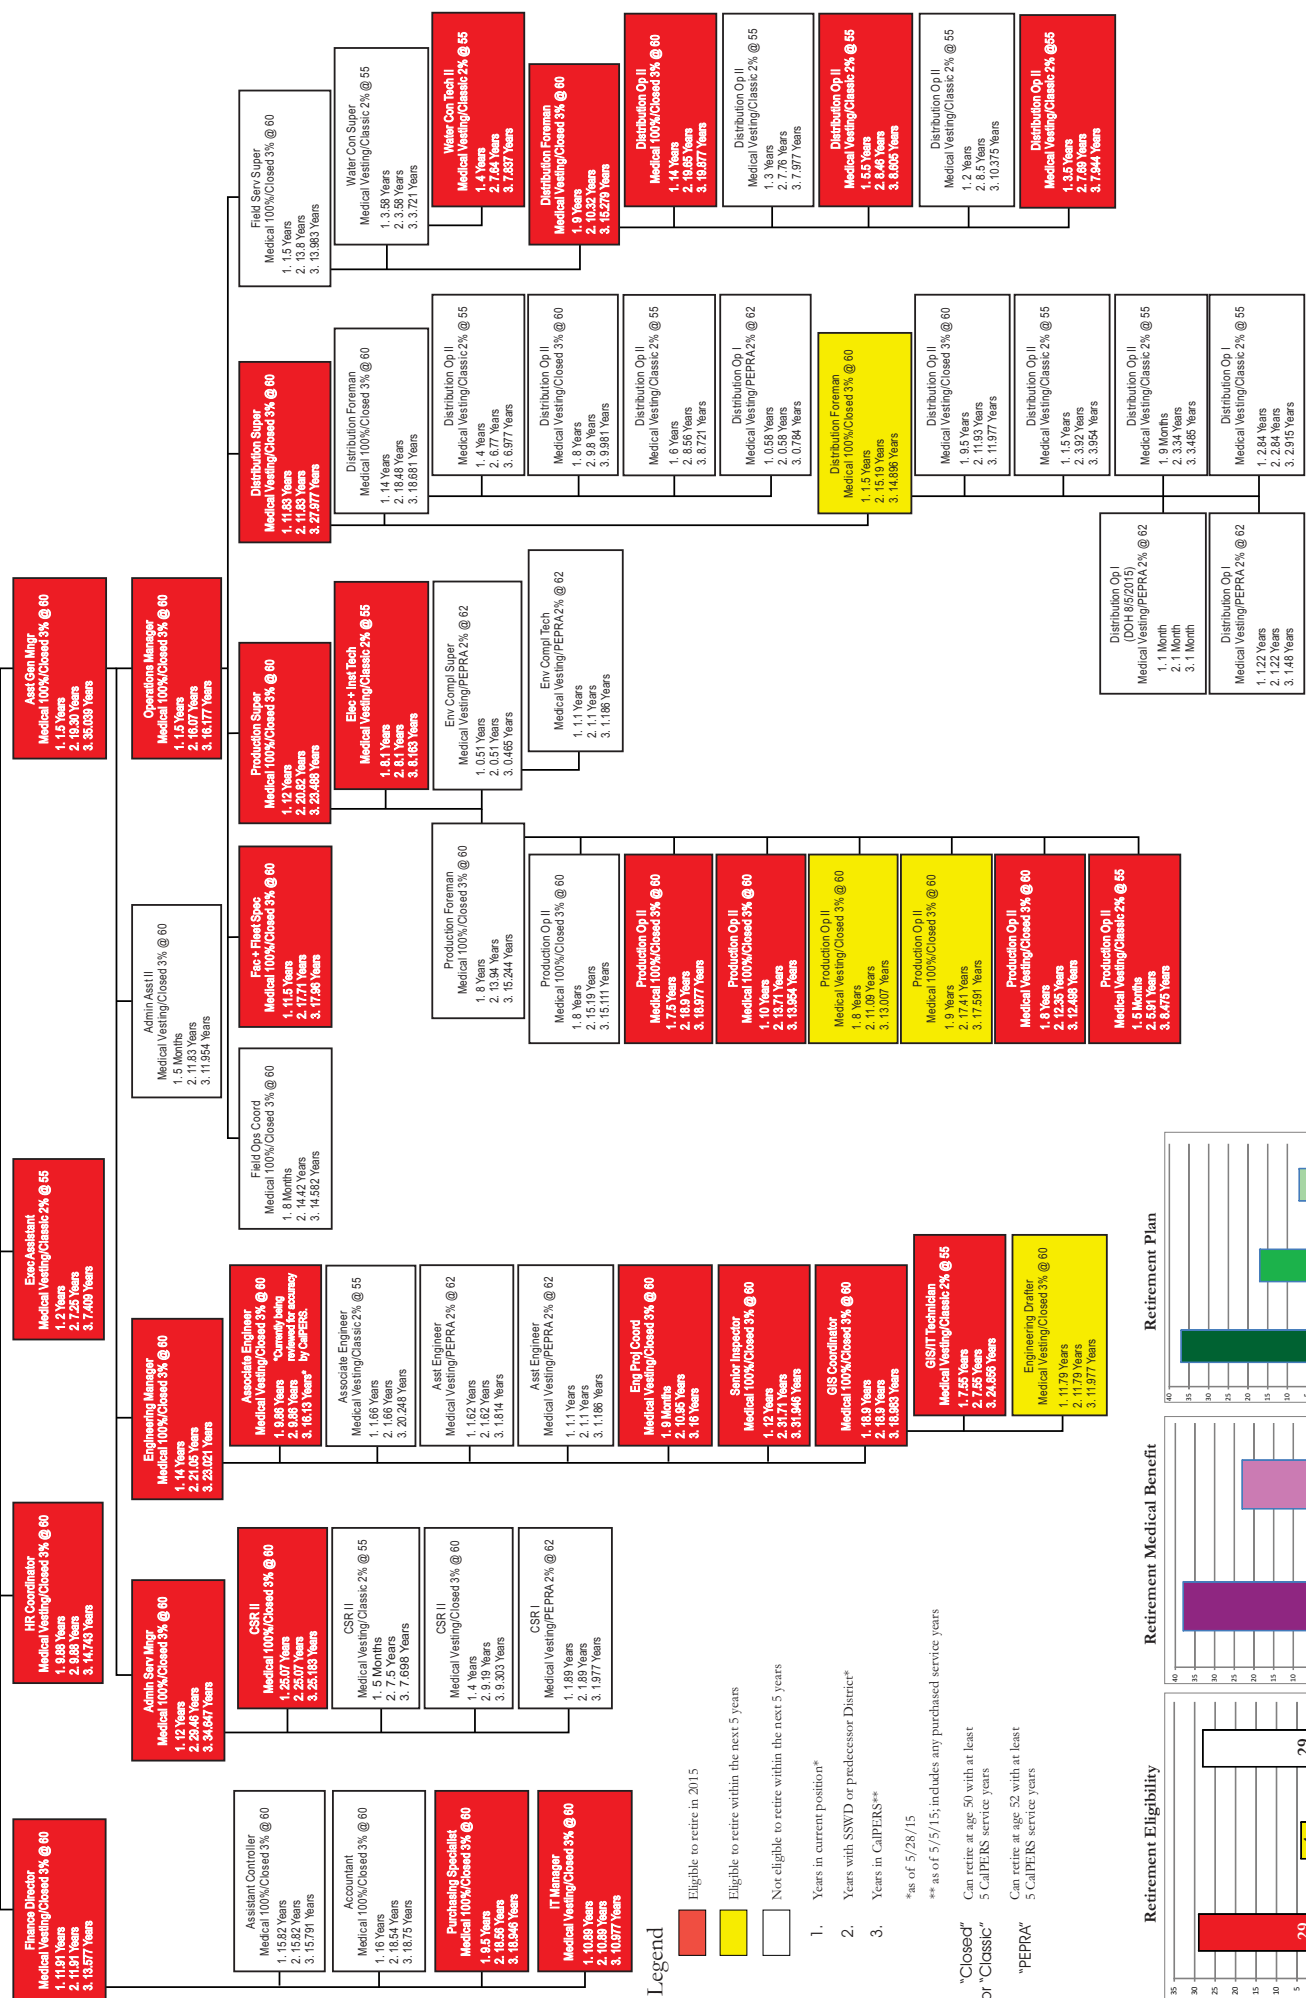 Finance Director
Medical Vesting/Closed 3% @ 60
1. 11.91 Years
2. 11.91 Years
3. 13.577 Years
HR Coordinator
Medical Vesting/Closed 3% @ 60
1. 9.88 Years
2. 9.88 Years
3. 14.743 Years
Exec Assistant
Medical Vesting/Classic 2% @ 55
1. 2 Years
2. 7.25 Years
3. 7.409 Years
Asst Gen Mngr
Medical 100%/Closed 3% @ 60
1. 1.5 Years
2. 19.30 Years
3. 35.039 Years
Admin Serv Mngr
Medical 100%/Closed 3% @ 60
1. 12 Years
2. 29.46 Years
3. 34.647 Years
Engineering Manager
Medical 100%/Closed 3% @ 60
1. 14 Years
2. 21.05 Years
3. 23.021 Years
Admin Asst II
Medical Vesting/Closed 3% @ 60
1. 5 Months
2. 11.83 Years
3. 11.954 Years
Operations Manager
Medical 100%/Closed 3% @ 60
1. 1.5 Years
2. 16.07 Years
3. 16.177 Years
Assistant Controller
Medical 100%/Closed 3% @ 60
1. 15.82 Years
2. 15.82 Years
3. 15.791 Years
Accountant
Medical 100%/Closed 3% @ 60
1. 16 Years
2. 18.54 Years
3. 18.75 Years
Purchasing Specialist
Medical 100%/Closed 3% @ 60
1. 9.5 Years
2. 18.56 Years
3. 18.946 Years
IT Manager
Medical Vesting/Closed 3% @ 60
1. 10.89 Years
2. 10.89 Years
3. 10.977 Years
CSR II
Medical 100%/Closed 3% @ 60
1. 25.07 Years
2. 25.07 Years
3. 25.183 Years
CSR II
Medical Vesting/Classic 2% @ 55
1. 5 Months
2. 7.5 Years
3. 7.698 Years
CSR II
Medical Vesting/Closed 3% @ 60
1. 4 Years
2. 9.19 Years
3. 9.303 Years
CSR I
Medical Vesting/PEPRA 2% @ 62
1. 1.89 Years
2. 1.89 Years
3. 1.977 Years
Associate Engineer
Medical Vesting/Closed 3% @ 60
1. 9.86 Years *Currently being
2. 9.86 Years reviewed for accuracy
3. 16.13 Years* by CalPERS.
Associate Engineer
Medical Vesting/Classic 2% @ 55
1. 1.66 Years
2. 1.66 Years
3. 20.248 Years
Asst Engineer
Medical Vesting/PEPRA 2% @ 62
1. 1.62 Years
2. 1.62 Years
3. 1.814 Years
Asst Engineer
Medical Vesting/PEPRA 2% @ 62
1. 1.1 Years
2. 1.1 Years
3. 1.186 Years
Eng Proj Coord
Medical Vesting/Closed 3% @ 60
1. 9 Months
2. 10.95 Years
3. 16 Years
Senior Inspector
Medical 100%/Closed 3% @ 60
1. 12 Years
2. 31.71 Years
3. 31.946 Years
GIS Coordinator
Medical 100%/Closed 3% @ 60
1. 18.9 Years
2. 18.9 Years
3. 18.983 Years
GIS/IT Technician
Medical Vesting/Classic 2% @ 55
1. 7.55 Years
2. 7.55 Years
3. 24.856 Years
Engineering Drafter
Medical Vesting/Closed 3% @ 60
1. 11.79 Years
2. 11.79 Years
3. 11.977 Years
Field Ops Coord
Medical 100%/Closed 3% @ 60
1. 8 Months
2. 14.42 Years
3. 14.582 Years
Fac + Fleet Spec
Medical 100%/Closed 3% @ 60
1. 11.5 Years
2. 17.71 Years
3. 17.96 Years
Production Super
Medical 100%/Closed 3% @ 60
1. 12 Years
2. 20.82 Years
3. 23.488 Years
Distribution Super
Medical Vesting/Closed 3% @ 60
1. 11.83 Years
2. 11.83 Years
3. 27.977 Years
Field Serv Super
Medical 100%/Closed 3% @ 60
1. 1.5 Years
2. 13.8 Years
3. 13.983 Years
Elec + Inst Tech
Medical Vesting/Classic 2% @ 55
1. 8.1 Years
2. 8.1 Years
3. 8.163 Years
Env Compl Super
Medical Vesting/PEPRA 2% @ 62
1. 0.51 Years
2. 0.51 Years
3. 0.465 Years
Env Compl Tech
Medical Vesting/PEPRA 2% @ 62
1. 1.1 Years
2. 1.1 Years
3. 1.186 Years
Production Foreman
Medical 100%/Closed 3% @ 60
1. 8 Years
2. 13.94 Years
3. 15.244 Years
Production Op II
Medical 100%/Closed 3% @ 60
1. 8 Years
2. 15.19 Years
3. 15.111 Years
Production Op II
Medical 100%/Closed 3% @ 60
1. 7.5 Years
2. 18.9 Years
3. 18.977 Years
Production Op II
Medical 100%/Closed 3% @ 60
1. 10 Years
2. 13.71 Years
3. 13.954 Years
Production Op II
Medical Vesting/Closed 3% @ 60
1. 8 Years
2. 11.09 Years
3. 13.007 Years
Production Op II
Medical 100%/Closed 3% @ 60
1. 9 Years
2. 17.41 Years
3. 17.591 Years
Production Op II
Medical Vesting/Closed 3% @ 60
1. 8 Years
2. 12.35 Years
3. 12.498 Years
Production Op II
Medical Vesting/Classic 2% @ 55
1. 5 Months
2. 5.91 Years
3. 8.475 Years
Distribution Foreman
Medical 100%/Closed 3% @ 60
1. 14 Years
2. 18.48 Years
3. 18.681 Years
Distribution Op II
Medical Vesting/Classic 2% @ 55
1. 4 Years
2. 6.77 Years
3. 6.977 Years
Distribution Op II
Medical Vesting/Closed 3% @ 60
1. 8 Years
2. 9.8 Years
3. 9.981 Years
Distribution Op II
Medical Vesting/Classic 2% @ 55
1. 6 Years
2. 8.56 Years
3. 8.721 Years
Distribution Op I
Medical Vesting/PEPRA 2% @ 62
1. 0.58 Years
2. 0.58 Years
3. 0.784 Years
Distribution Foreman
Medical 100%/Closed 3% @ 60
1. 1.5 Years
2. 15.19 Years
3. 14.896 Years
Distribution Op II
Medical Vesting/Closed 3% @ 60
1. 9.5 Years
2. 11.93 Years
3. 11.977 Years
Distribution Op II
Medical Vesting/Classic 2% @ 55
1. 1.5 Years
2. 3.92 Years
3. 3.954 Years
Distribution Op II
Medical Vesting/Classic 2% @ 55
1. 9 Months
2. 3.34 Years
3. 3.485 Years
Distribution Op I
Medical Vesting/Classic 2% @ 55
1. 2.84 Years
2. 2.84 Years
3. 2.915 Years
Distribution Op I
(DOH 8/5/2015)
Medical Vesting/PEPRA 2% @ 62
1. 1 Month
2. 1 Month
3. 1 Month
Distribution Op I
Medical Vesting/PEPRA 2% @ 62
1. 1.22 Years
2. 1.22 Years
3. 1.48 Years
Water Con Super
Medical Vesting/Classic 2% @ 55
1. 3.58 Years
2. 3.58 Years
3. 3.721 Years
Water Con Tech II
Medical Vesting/Classic 2% @ 55
1. 4 Years
2. 7.64 Years
3. 7.837 Years
Distribution Foreman
Medical Vesting/Closed 3% @ 60
1. 9 Years
2. 10.32 Years
3. 15.279 Years
Distribution Op II
Medical 100%/Closed 3% @ 60
1. 14 Years
2. 19.65 Years
3. 19.877 Years
Distribution Op II
Medical Vesting/Classic 2% @ 55
1. 3 Years
2. 7.76 Years
3. 7.977 Years
Distribution Op II
Medical Vesting/Classic 2% @ 55
1. 5.5 Years
2. 8.46 Years
3. 8.605 Years
Distribution Op II
Medical Vesting/Classic 2% @ 55
1. 2 Years
2. 8.5 Years
3. 10.375 Years
Distribution Op II
Medical Vesting/Classic 2% @55
1. 3.5 Years
2. 7.69 Years
3. 7.944 Years
Legend
Eligible to retire in 2015
Eligible to retire within the next 5 years
Not eligible to retire within the next 5 years
1. Years in current position*
2. Years with SSWD or predecessor District*
3. Years in CalPERS**
*as of 5/28/15
** as of 5/5/15; includes any purchased service years
"Closed" Can retire at age 50 with at least
or "Classic" 5 CalPERS service years
"PEPRA" Can retire at age 52 with at least
5 CalPERS service years
Retirement Eligibility
35
30
25
20
15
10
5
29
29
Retirement Medical Benefit
40
35
30
25
20
15
10
Retirement Plan
40
35
30
25
20
15
10